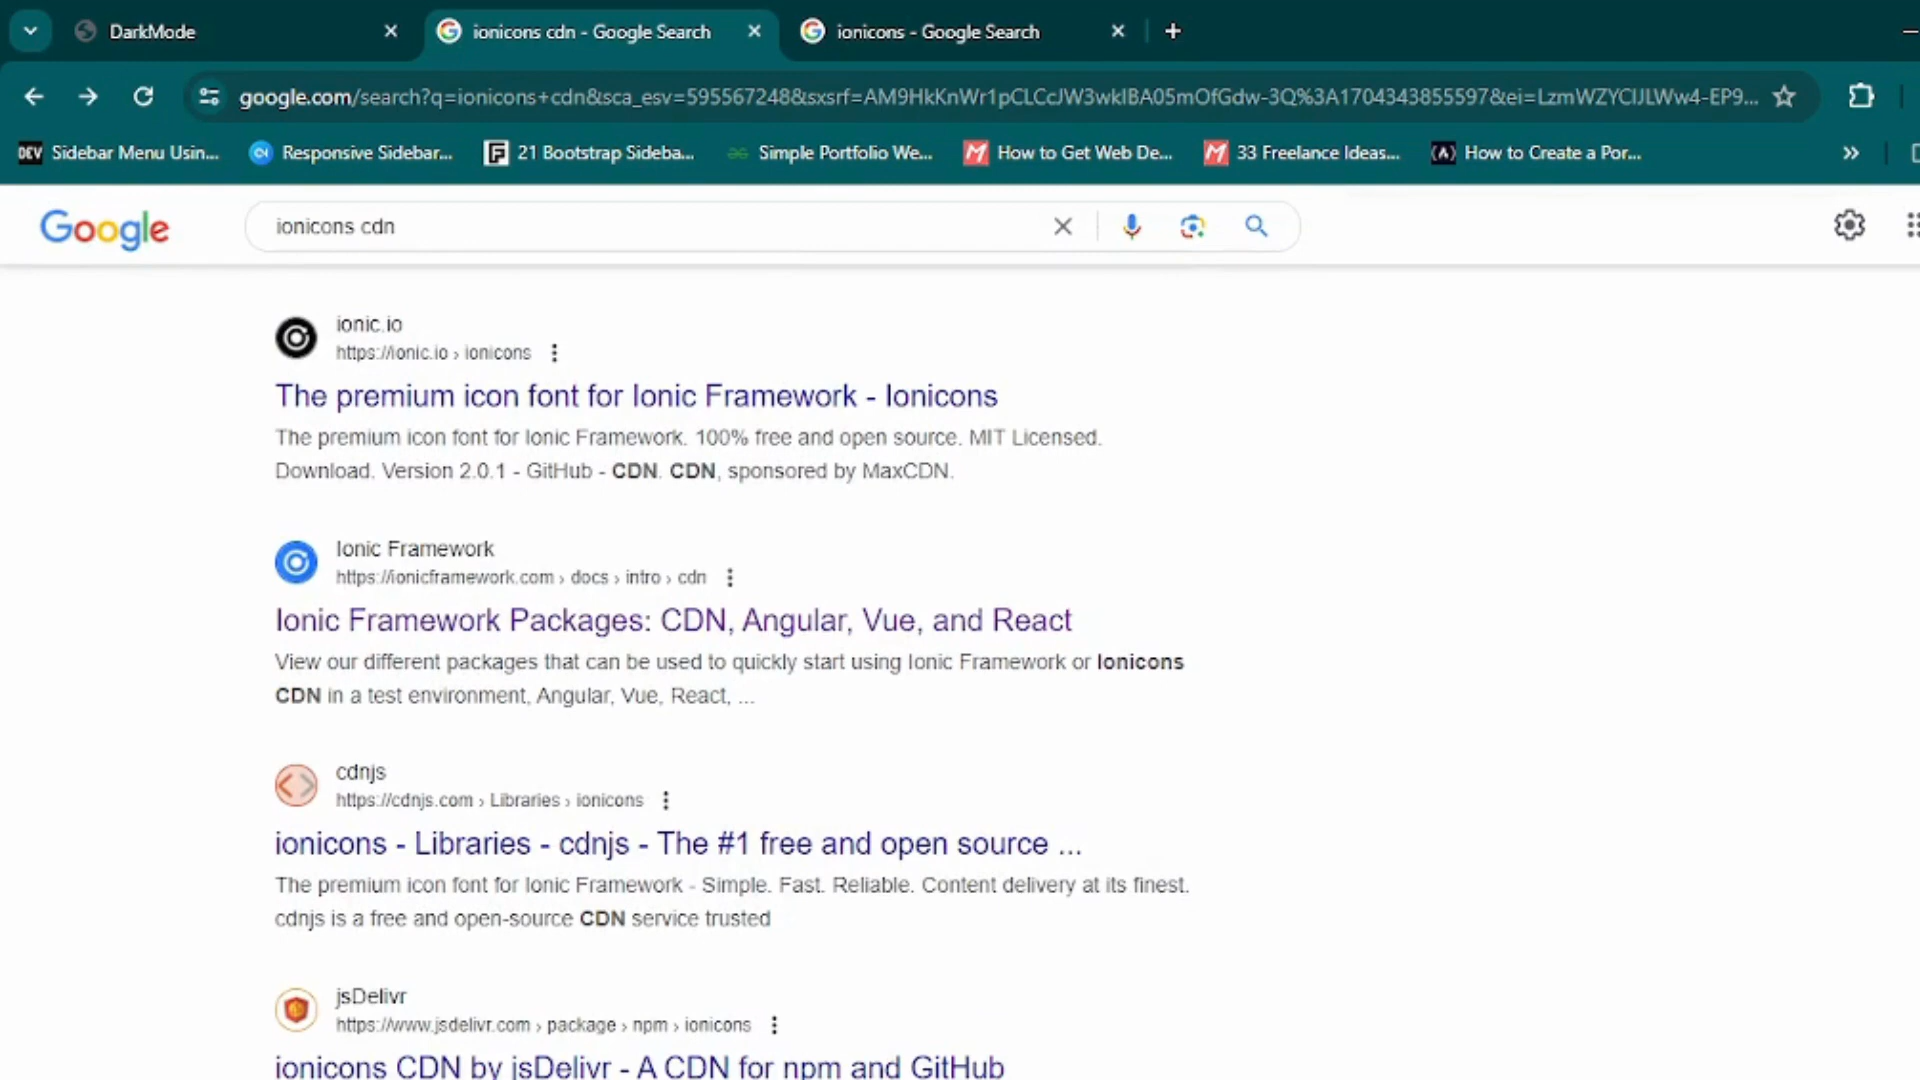 DarkMode
ionicons cdn - Google Search
ionicons - Google Search
google.com/search?q=ionicons+cdn&sca_esv=595567248&sxsrf=AM9HkKnWr1pCLCcJW3wklBA05mOfGdw-3Q%3A1704343855597&ei=LzmWZYCIJLWw4-EP9...
DEV Sidebar Menu Usin...
Responsive Sidebar...
21 Bootstrap Sideba...
Simple Portfolio We...
How to Get Web De...
33 Freelance Ideas...
How to Create a Por...
Google
ionicons cdn
ionic.io
https://ionic.io › ionicons
The premium icon font for Ionic Framework - Ionicons
The premium icon font for Ionic Framework. 100% free and open source. MIT Licensed.
Download. Version 2.0.1 - GitHub - CDN. CDN, sponsored by MaxCDN.
Ionic Framework
https://ionicframework.com › docs › intro › cdn
Ionic Framework Packages: CDN, Angular, Vue, and React
View our different packages that can be used to quickly start using Ionic Framework or Ionicons
CDN in a test environment, Angular, Vue, React, ...
cdnjs
https://cdnjs.com › Libraries › ionicons
ionicons - Libraries - cdnjs - The #1 free and open source ...
The premium icon font for Ionic Framework - Simple. Fast. Reliable. Content delivery at its finest.
cdnjs is a free and open-source CDN service trusted
jsDelivr
https://www.jsdelivr.com › package › npm › ionicons
ionicons CDN by jsDelivr - A CDN for npm and GitHub